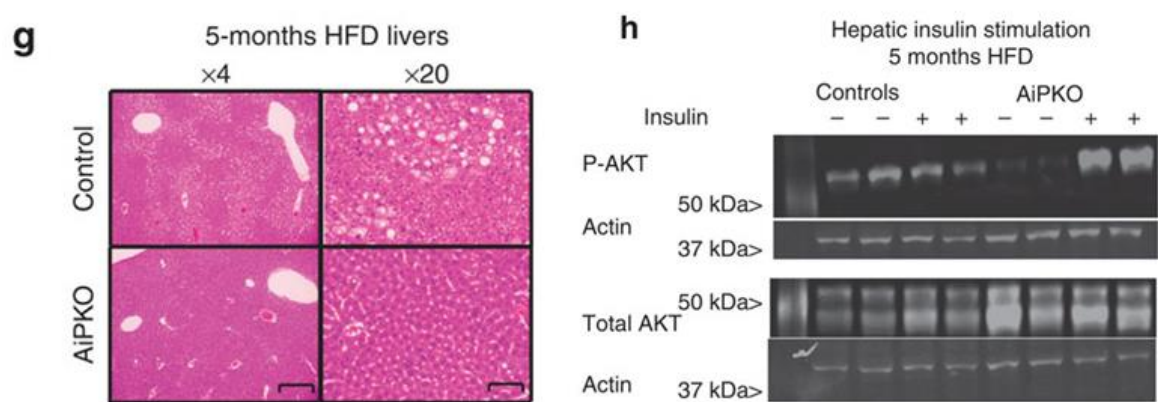 g
5-months HFD livers
×4 ×20
Control
AiPKO
h
Hepatic insulin stimulation
5 months HFD
Controls AiPKO
Insulin − − + + − − + +
P-AKT
50 kDa>
Actin
37 kDa>
50 kDa>
Total AKT
Actin
37 kDa>